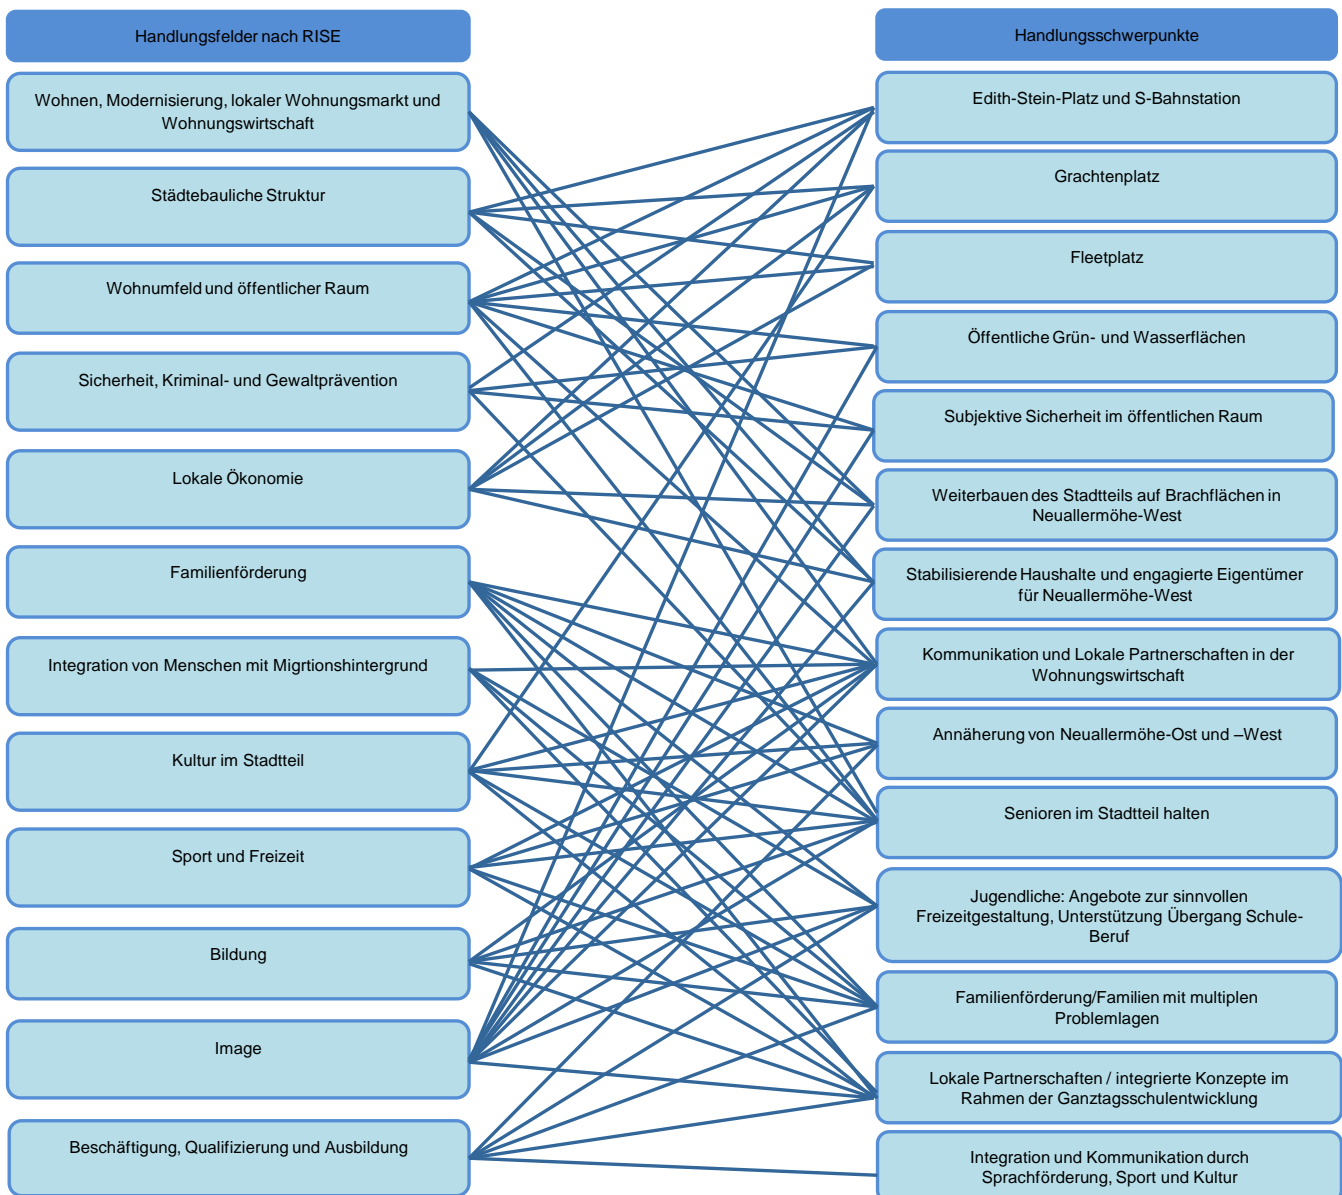 Handlungsfelder nach RISE
Wohnen, Modernisierung, lokaler Wohnungsmarkt und
Wohnungswirtschaft
Städtebauliche Struktur
Wohnumfeld und öffentlicher Raum
Sicherheit, Kriminal- und Gewaltprävention
Lokale Ökonomie
Familienförderung
Integration von Menschen mit Migrtionshintergrund
Kultur im Stadtteil
Sport und Freizeit
Bildung
Image
Beschäftigung, Qualifizierung und Ausbildung
Handlungsschwerpunkte
Edith-Stein-Platz und S-Bahnstation
Grachtenplatz
Fleetplatz
Öffentliche Grün- und Wasserflächen
Subjektive Sicherheit im öffentlichen Raum
Weiterbauen des Stadtteils auf Brachflächen in
Neuallermöhe-West
Stabilisierende Haushalte und engagierte Eigentümer
für Neuallermöhe-West
Kommunikation und Lokale Partnerschaften in der
Wohnungswirtschaft
Annäherung von Neuallermöhe-Ost und –West
Senioren im Stadtteil halten
Jugendliche: Angebote zur sinnvollen
Freizeitgestaltung, Unterstützung Übergang Schule-
Beruf
Familienförderung/Familien mit multiplen
Problemlagen
Lokale Partnerschaften / integrierte Konzepte im
Rahmen der Ganztagsschulentwicklung
Integration und Kommunikation durch
Sprachförderung, Sport und Kultur